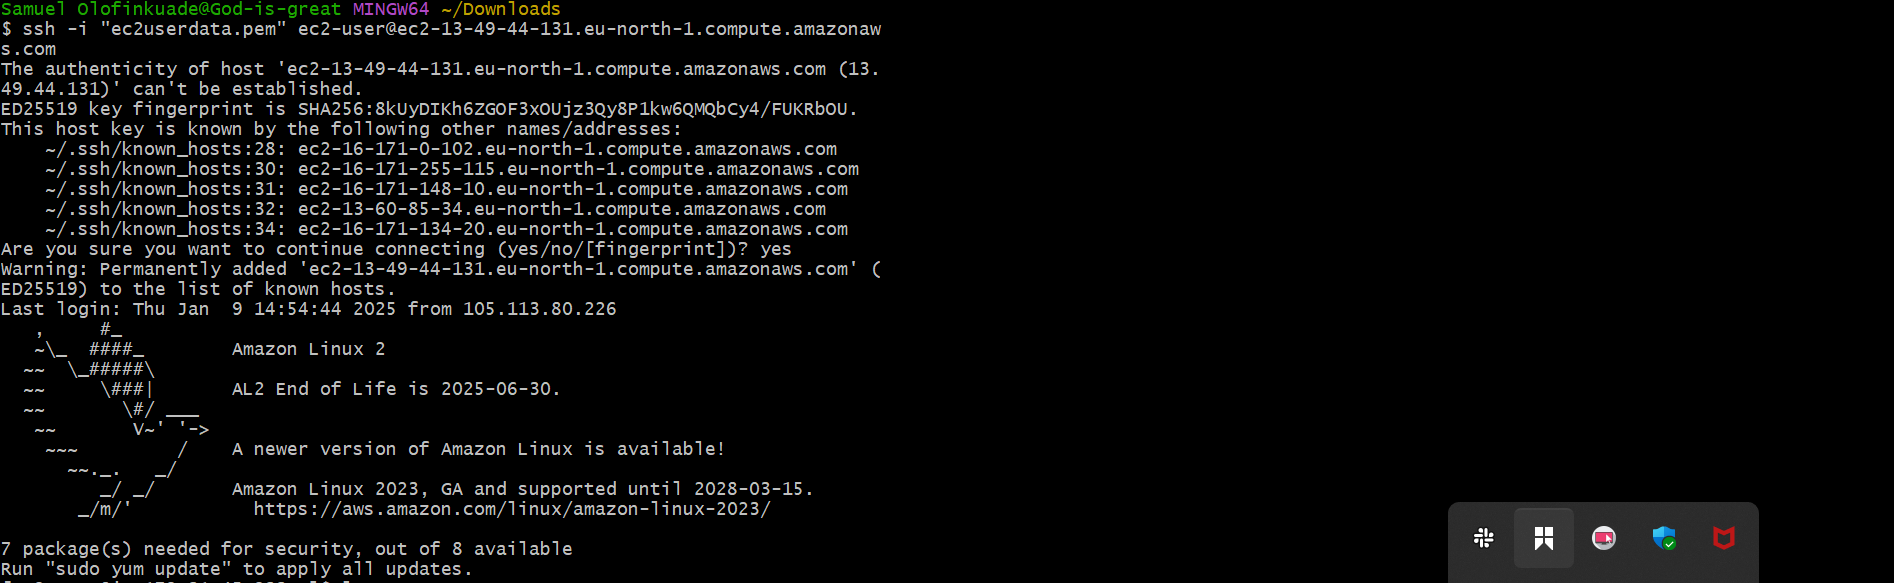 Samuel Olofinkuade@God-is-great MINGW64 ~/Downloads
$ ssh -i "ec2userdata.pem" ec2-user@ec2-13-49-44-131.eu-north-1.compute.amazonaw
s.com
The authenticity of host 'ec2-13-49-44-131.eu-north-1.compute.amazonaws.com (13.
49.44.131)' can't be established.
ED25519 key fingerprint is SHA256:8kUyDIKh6ZGOF3xOUjz3Qy8P1kw6QMQbCy4/FUKRbOU.
This host key is known by the following other names/addresses:
    ~/.ssh/known_hosts:28: ec2-16-171-0-102.eu-north-1.compute.amazonaws.com
    ~/.ssh/known_hosts:30: ec2-16-171-255-115.eu-north-1.compute.amazonaws.com
    ~/.ssh/known_hosts:31: ec2-16-171-148-10.eu-north-1.compute.amazonaws.com
    ~/.ssh/known_hosts:32: ec2-13-60-85-34.eu-north-1.compute.amazonaws.com
    ~/.ssh/known_hosts:34: ec2-16-171-134-20.eu-north-1.compute.amazonaws.com
Are you sure you want to continue connecting (yes/no/[fingerprint])? yes
Warning: Permanently added 'ec2-13-49-44-131.eu-north-1.compute.amazonaws.com' (
ED25519) to the list of known hosts.
Last login: Thu Jan  9 14:54:44 2025 from 105.113.80.226
   ,     #_
   ~\_  ####_        Amazon Linux 2
  ~~  \_#####\
  ~~     \###|       AL2 End of Life is 2025-06-30.
  ~~       \#/ ___
   ~~       V~' '->
    ~~~         /    A newer version of Amazon Linux is available!
      ~~._.   _/
         _/ _/       Amazon Linux 2023, GA and supported until 2028-03-15.
       _/m/'           https://aws.amazon.com/linux/amazon-linux-2023/
7 package(s) needed for security, out of 8 available
Run "sudo yum update" to apply all updates.